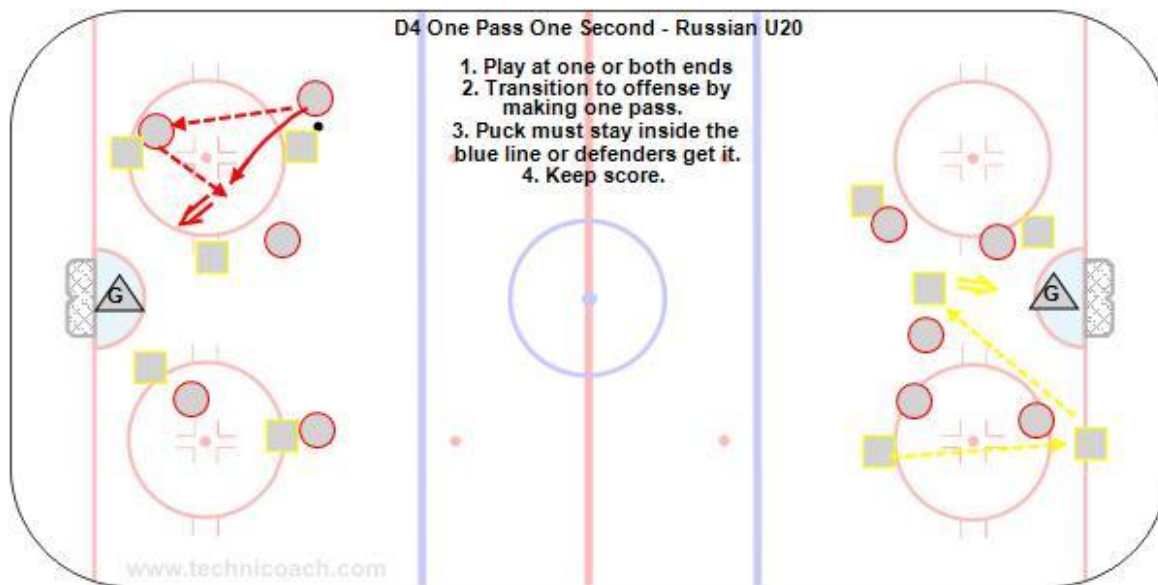 D4 One Pass One Second - Russian U20
1. Play at one or both ends
2. Transition to offense by
making one pass.
3. Puck must stay inside the
blue line or defenders get it.
4. Keep score.
G
G
www.technicoach.com